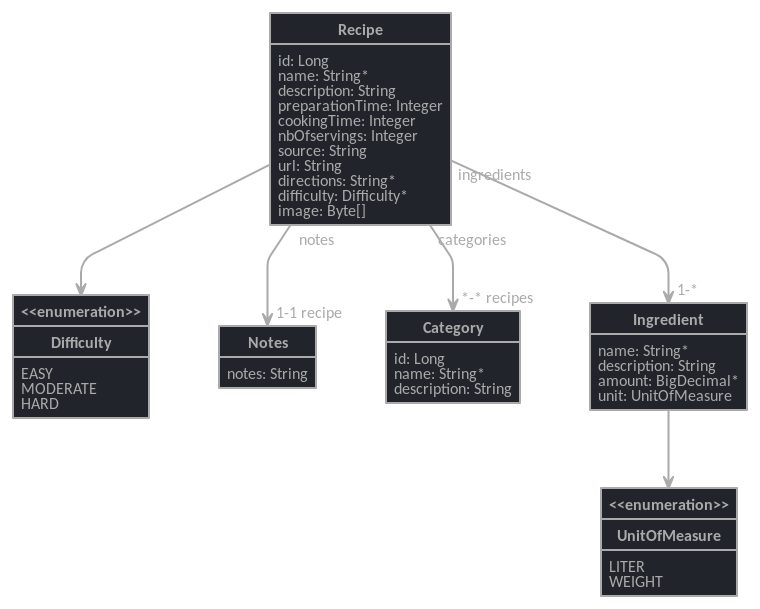 Recipe
id: Long
name: String*
description: String
preparationTime: Integer
cookingTime: Integer
nbOfservings: Integer
source: String
url: String
directions: String*
difficulty: Difficulty*
image: Byte[]
ingredients
notes
categories
1-1 recipe
*-* recipes
1-*
<<enumeration>>
Difficulty
EASY
MODERATE
HARD
Notes
notes: String
Category
id: Long
name: String*
description: String
Ingredient
name: String*
description: String
amount: BigDecimal*
unit: UnitOfMeasure
<<enumeration>>
UnitOfMeasure
LITER
WEIGHT